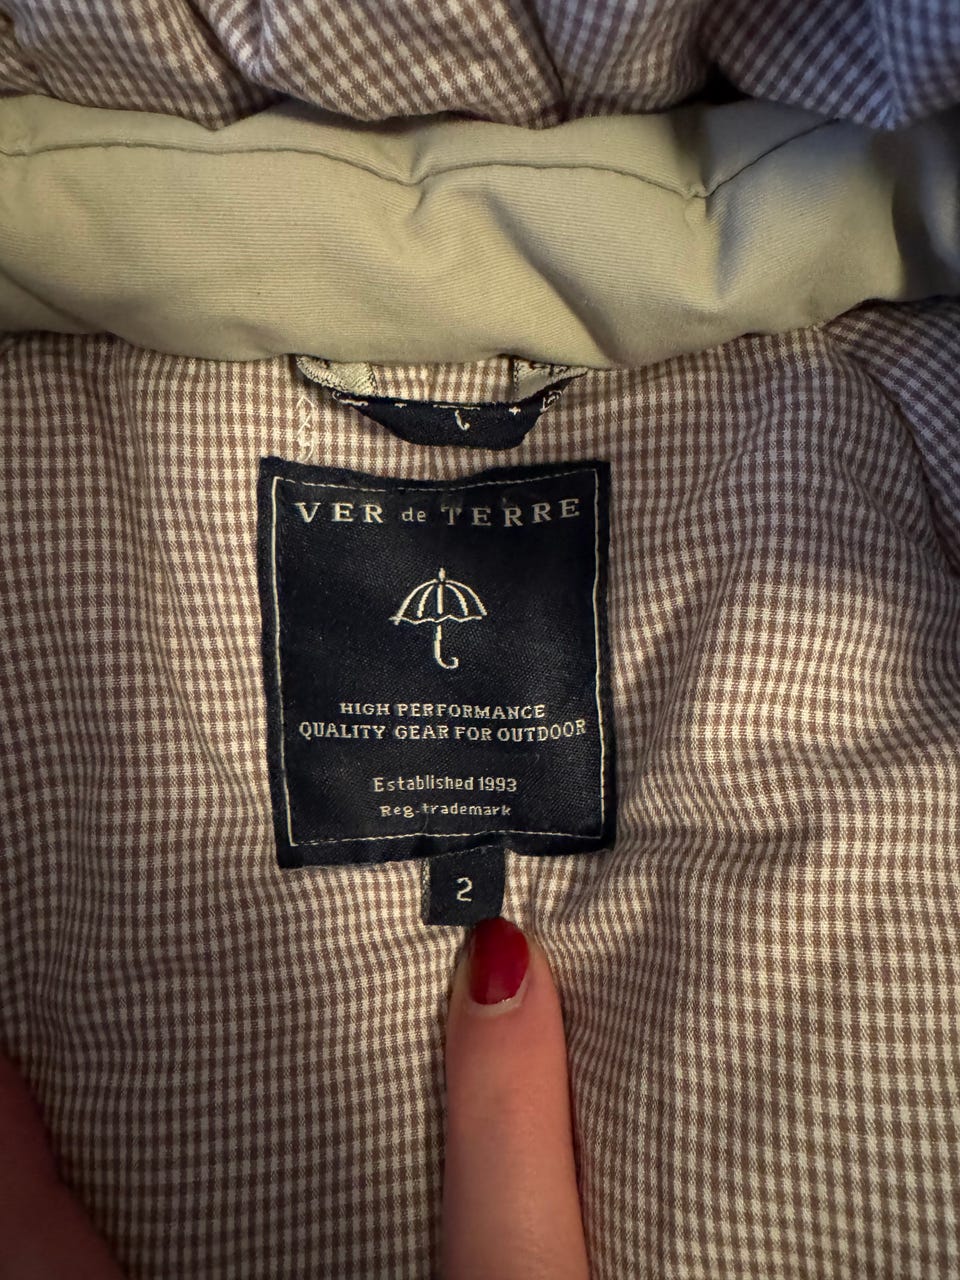 VER de TERRE
HIGH PERFORMANCE
QUALITY GEAR FOR OUTDOOR
Established 1993
Reg. trademark
2